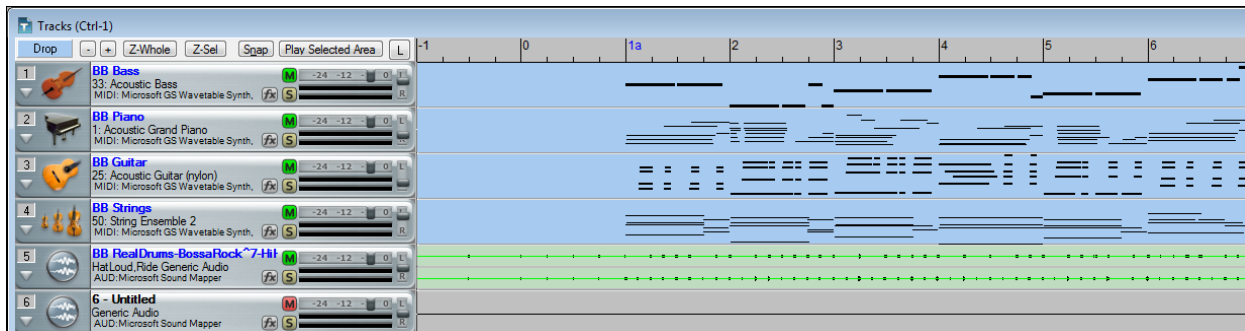 Tracks (Ctrl-1)
Drop - + Z-Whole Z-Sel Snap Play Selected Area L -1 0 1a 2 3 4 5 6
1 BB Bass M -24 -12 - 0 L
33: Acoustic Bass
MIDI: Microsoft GS Wavetable Synth, fx S R
2 BB Piano M -24 -12 - 0 L
1: Acoustic Grand Piano
MIDI: Microsoft GS Wavetable Synth, fx S R
3 BB Guitar M -24 -12 - 0 L
25: Acoustic Guitar (nylon)
MIDI: Microsoft GS Wavetable Synth, fx S R
4 BB Strings M -24 -12 - 0 L
50: String Ensemble 2
MIDI: Microsoft GS Wavetable Synth, fx S R
5 BB RealDrums-BossaRock^7-HiH M -24 -12 - 0 L
HatLoud,Ride Generic Audio
AUD:Microsoft Sound Mapper fx S R
6 6 - Untitled M -24 -12 - 0 L
Generic Audio
AUD:Microsoft Sound Mapper fx S R